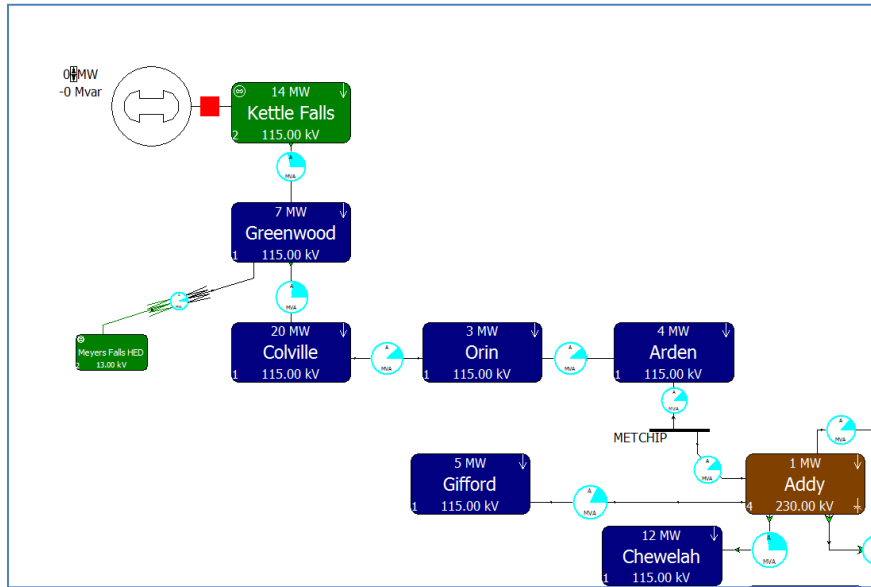 0 MW
-0 Mvar
14 MW
Kettle Falls
2 115.00 kV
A
MVA
7 MW
Greenwood
1 115.00 kV
A
MVA
A
MVA
Meyers Falls HED
2 13.00 kV
20 MW
Colville
1 115.00 kV
A
MVA
3 MW
Orin
1 115.00 kV
A
MVA
4 MW
Arden
1 115.00 kV
A
MVA
METCHIP
A
MVA
A
MVA
5 MW
Gifford
1 115.00 kV
A
MVA
1 MW
Addy
4 230.00 kV
12 MW
Chewelah
1 115.00 kV
A
MVA